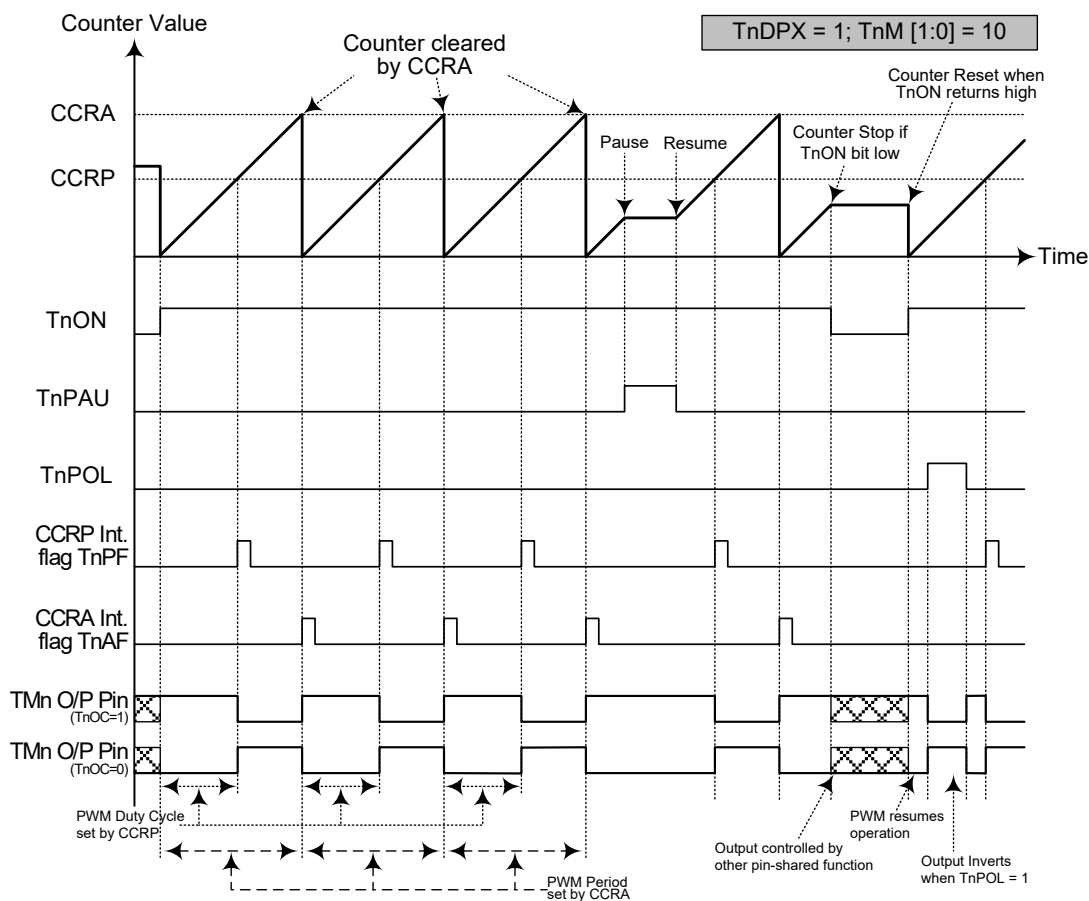 Counter Value
TnDPX = 1; TnM [1:0] = 10
Counter cleared
by CCRA
Counter Reset when
TnON returns high
CCRA
Pause
Resume
Counter Stop if
TnON bit low
CCRP
Time
TnON
TnPAU
TnPOL
CCRP Int.
flag TnPF
CCRA Int.
flag TnAF
TMn O/P Pin
(TnOC=1)
TMn O/P Pin
(TnOC=0)
PWM Duty Cycle
set by CCRP
PWM resumes
operation
Output controlled by
other pin-shared function
Output Inverts
when TnPOL = 1
PWM Period
set by CCRA